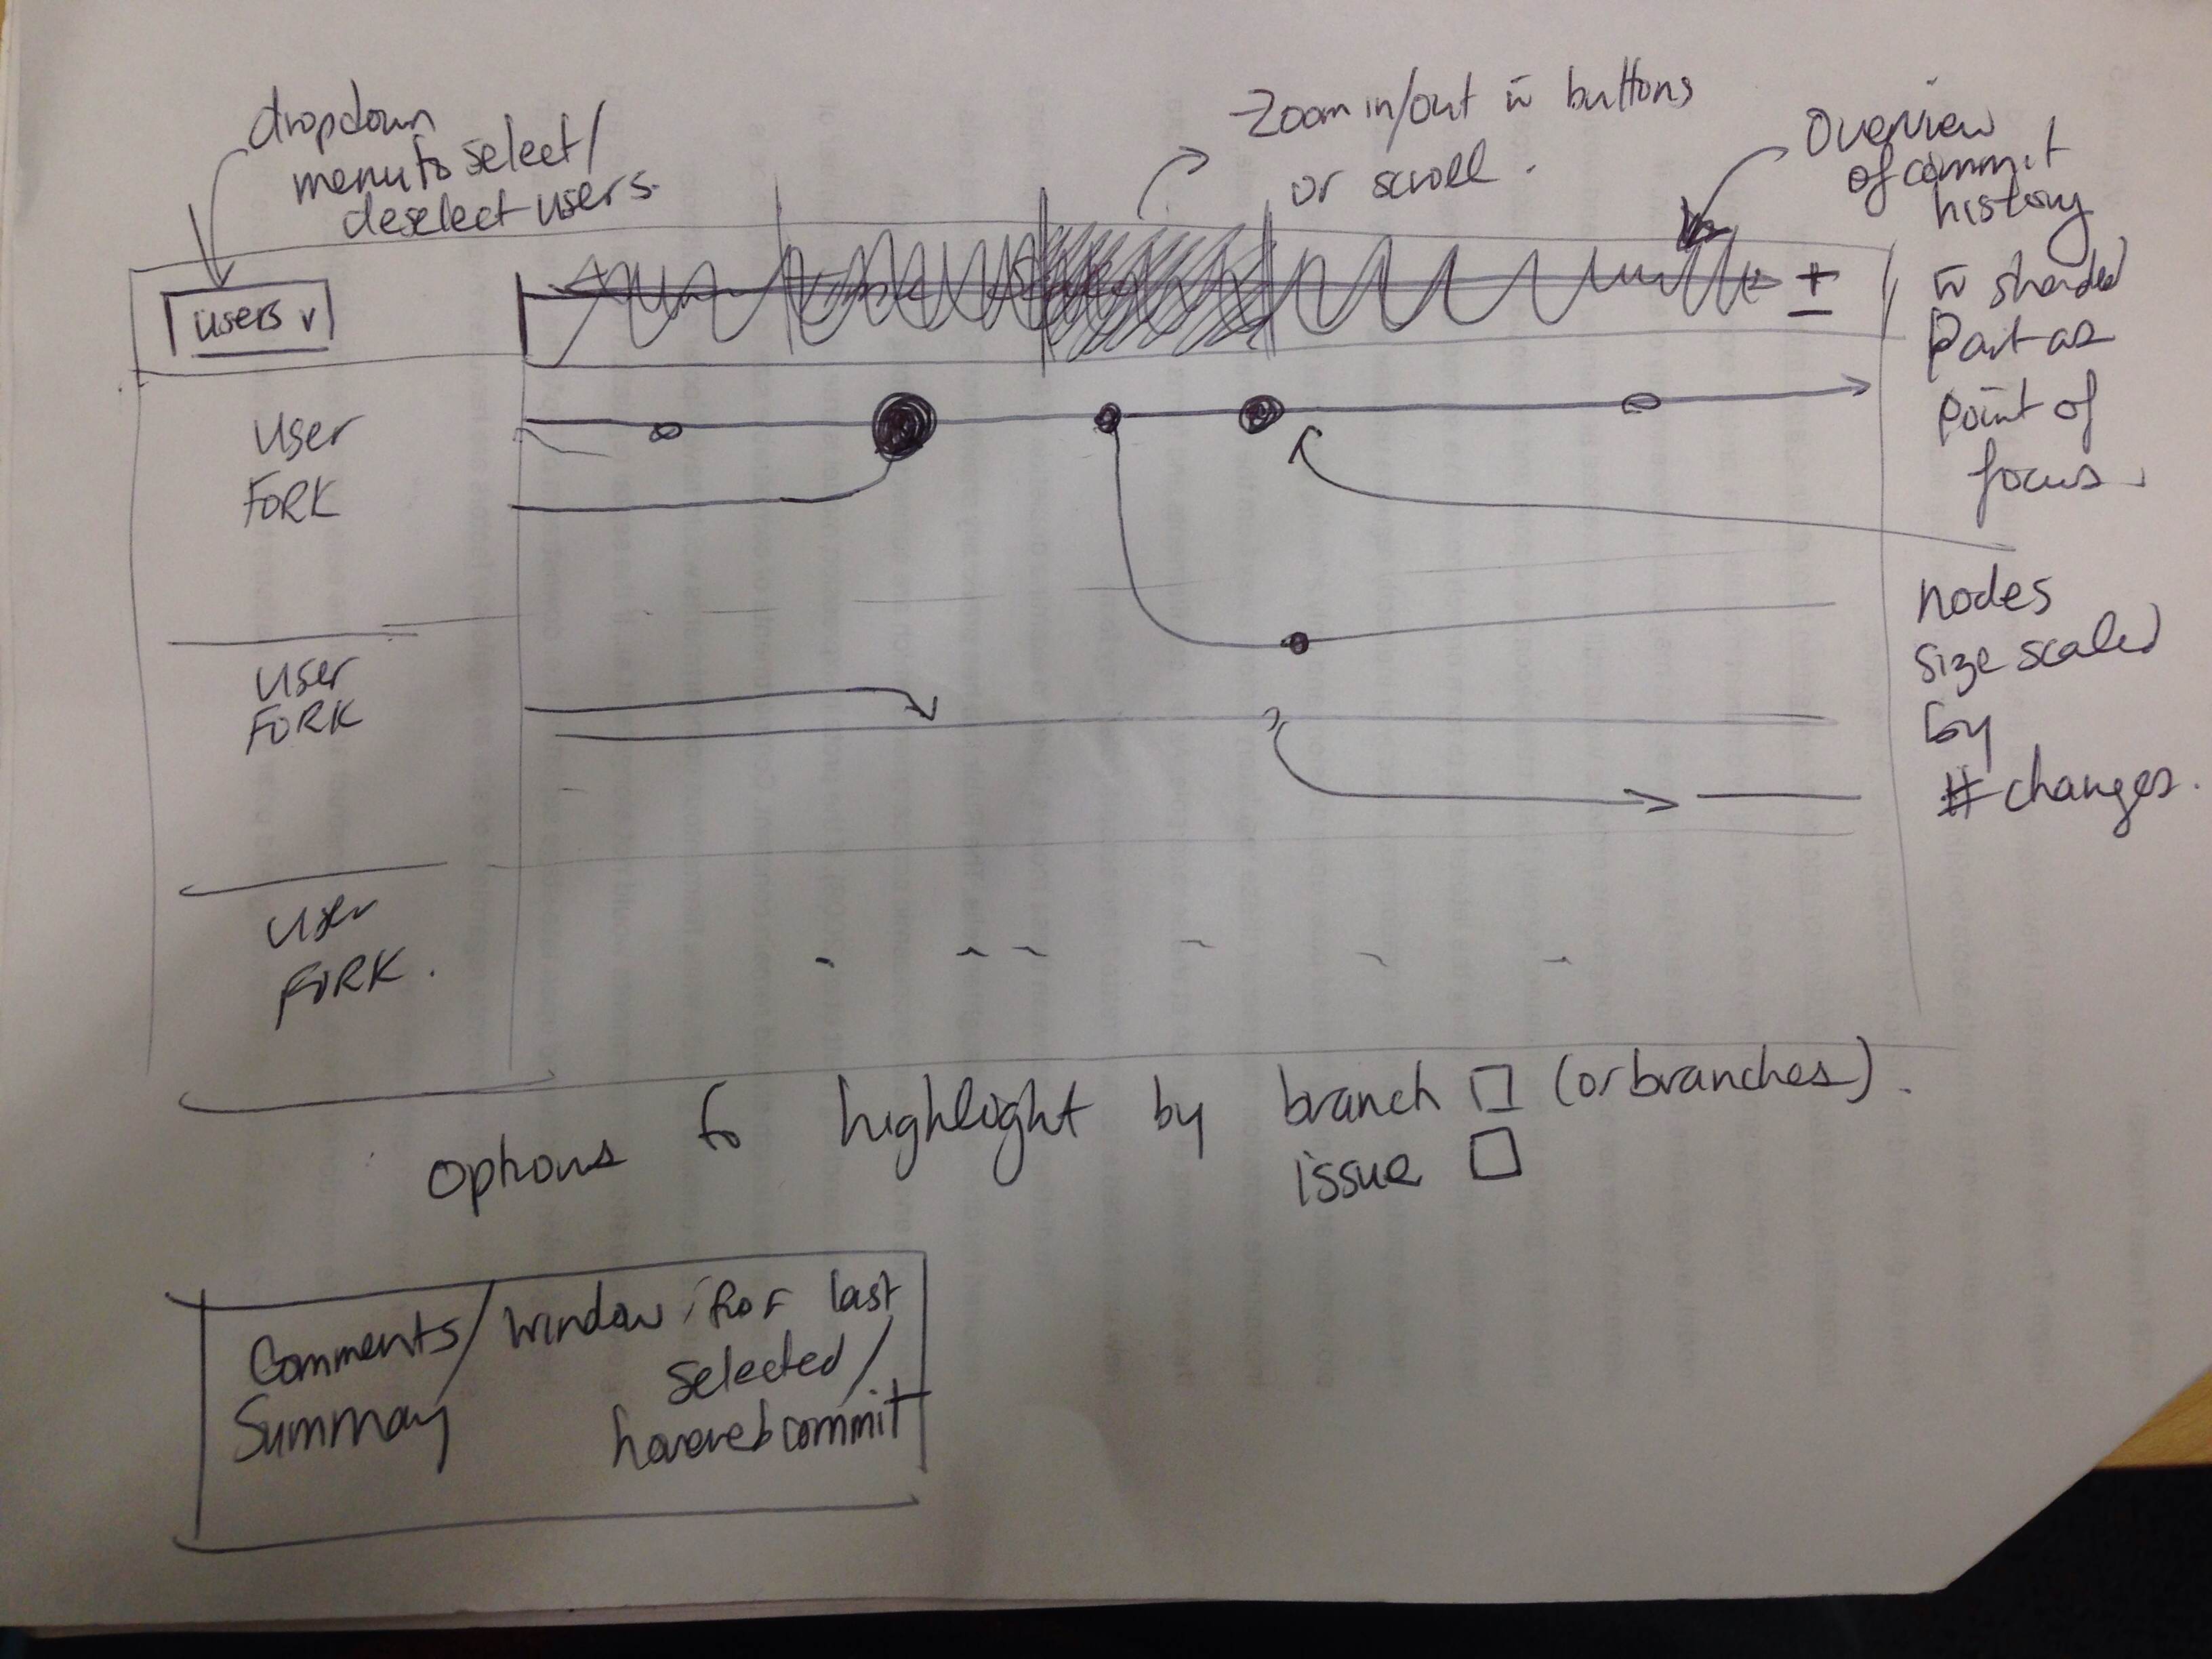 dropdown
menu to select/
deselect users.
users v
- Zoom in/out in buttons
or scroll.
Overview
of commit
history
w shaded
Part as
point of
focus
+
-
User
FORK
User
FORK
User
FORK.
nodes
size scaled
by
# changes.
options to highlight by branch □ (or branches).
issue □
Comments/window for last
Summary selected/
hovered commit